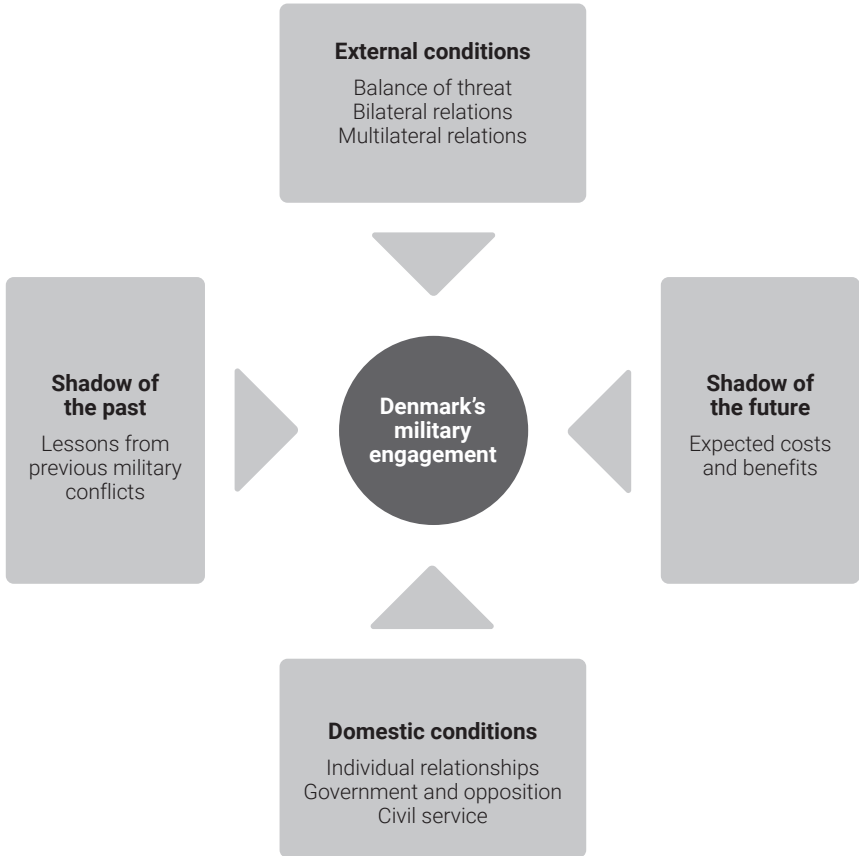 External conditions
Balance of threat
Bilateral relations
Multilateral relations
Shadow of
the past
Lessons from
previous military
conflicts
Denmark’s
military
engagement
Shadow of
the future
Expected costs
and benefits
Domestic conditions
Individual relationships
Government and opposition
Civil service